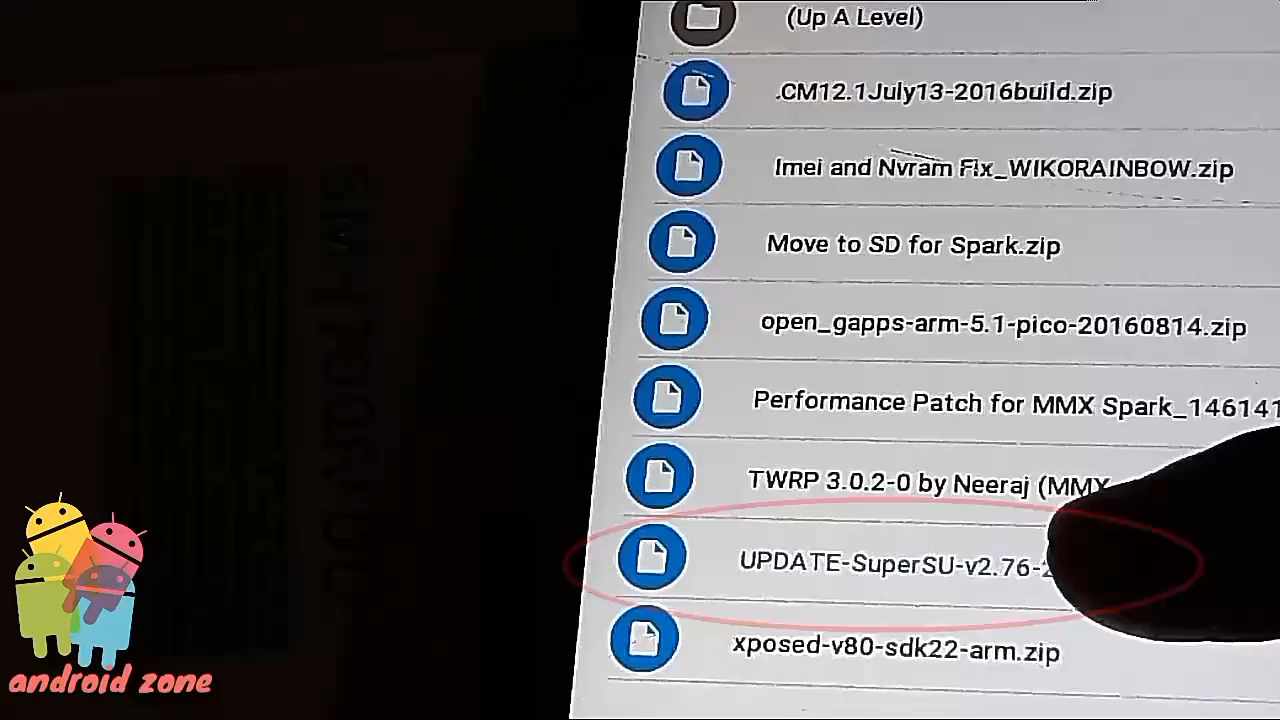 (Up A Level)
.CM12.1July13-2016build.zip
Imei and Nvram Fix_WIKORAINBOW.zip
Move to SD for Spark.zip
open_gapps-arm-5.1-pico-20160814.zip
Performance Patch for MMX Spark_146141
TWRP 3.0.2-0 by Neeraj (MMX
UPDATE-SuperSU-v2.76-2
xposed-v80-sdk22-arm.zip
android zone